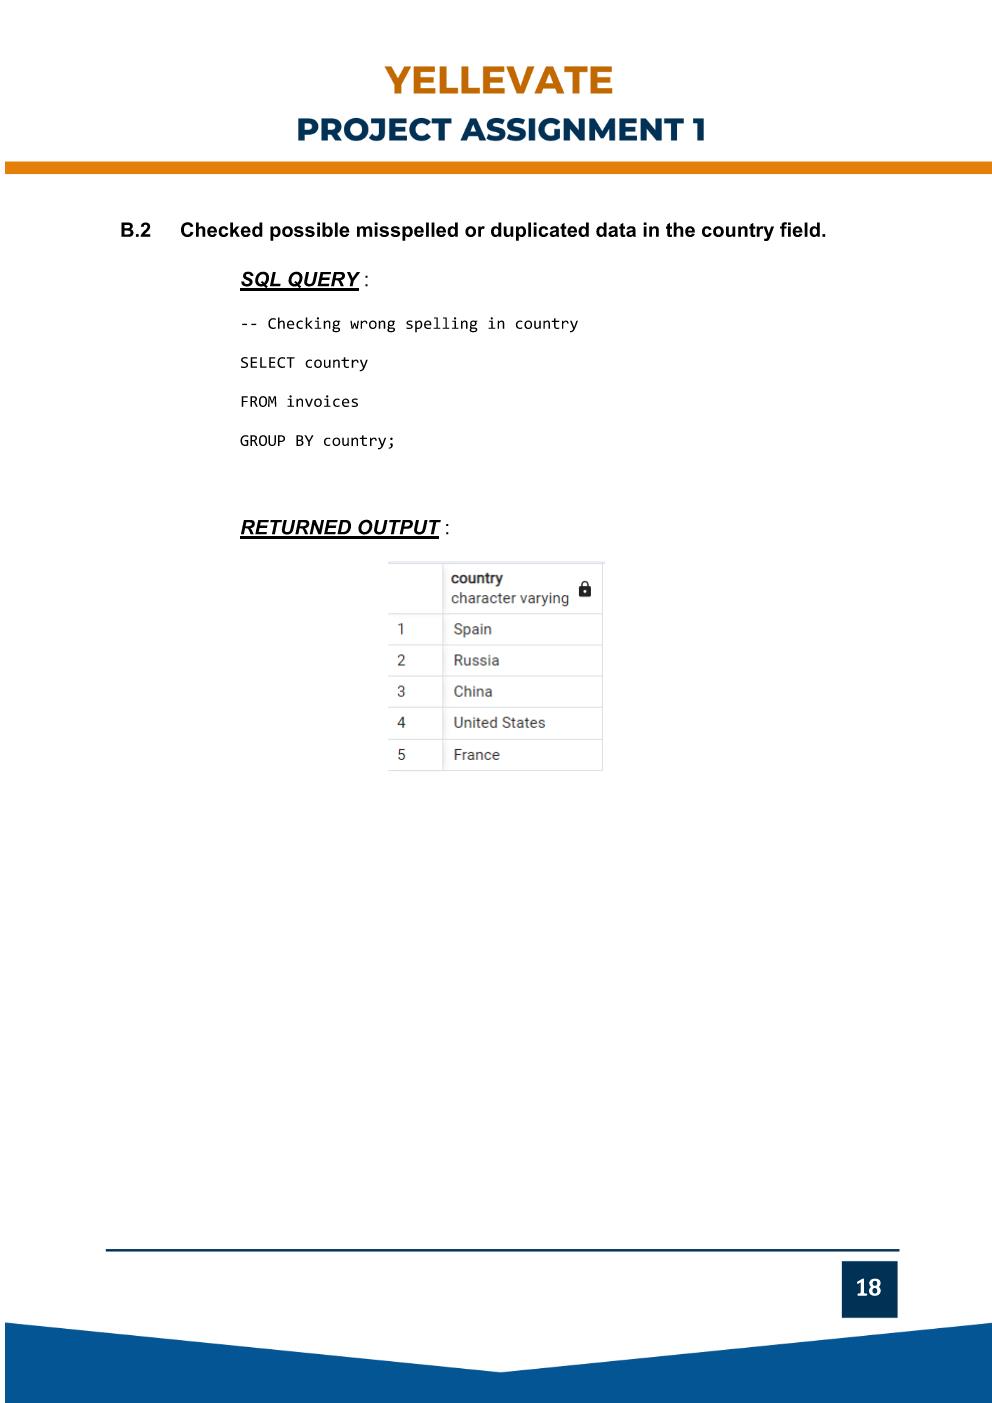 YELLEVATE
PROJECT ASSIGNMENT 1
B.2 Checked possible misspelled or duplicated data in the country field.
SQL QUERY :
-- Checking wrong spelling in country
SELECT country
FROM invoices
GROUP BY country;
RETURNED OUTPUT :
country
character varying
1 Spain
2 Russia
3 China
4 United States
5 France
18